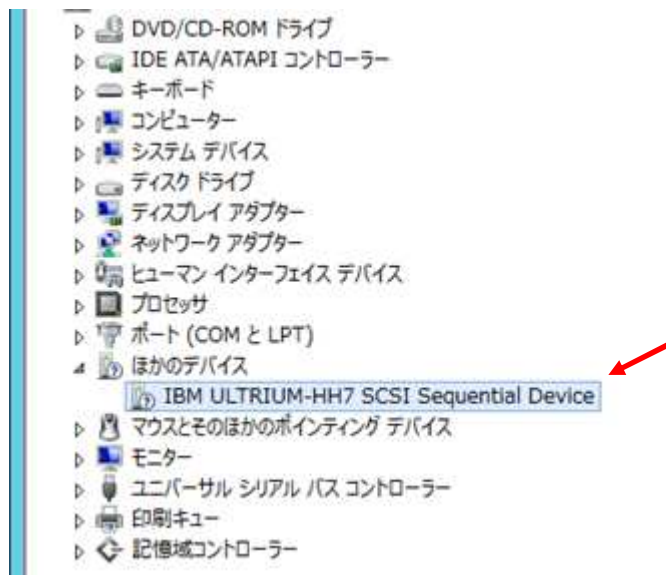 DVD/CD-ROM ドライブ
IDE ATA/ATAPI コントローラー
キーボード
コンピューター
システム デバイス
ディスク ドライブ
ディスプレイ アダプター
ネットワーク アダプター
ヒューマン インターフェイス デバイス
プロセッサ
ポート (COM と LPT)
ほかのデバイス
IBM ULTRIUM-HH7 SCSI Sequential Device
マウスとそのほかのポインティング デバイス
モニター
ユニバーサル シリアル バス コントローラー
印刷キュー
記憶域コントローラー